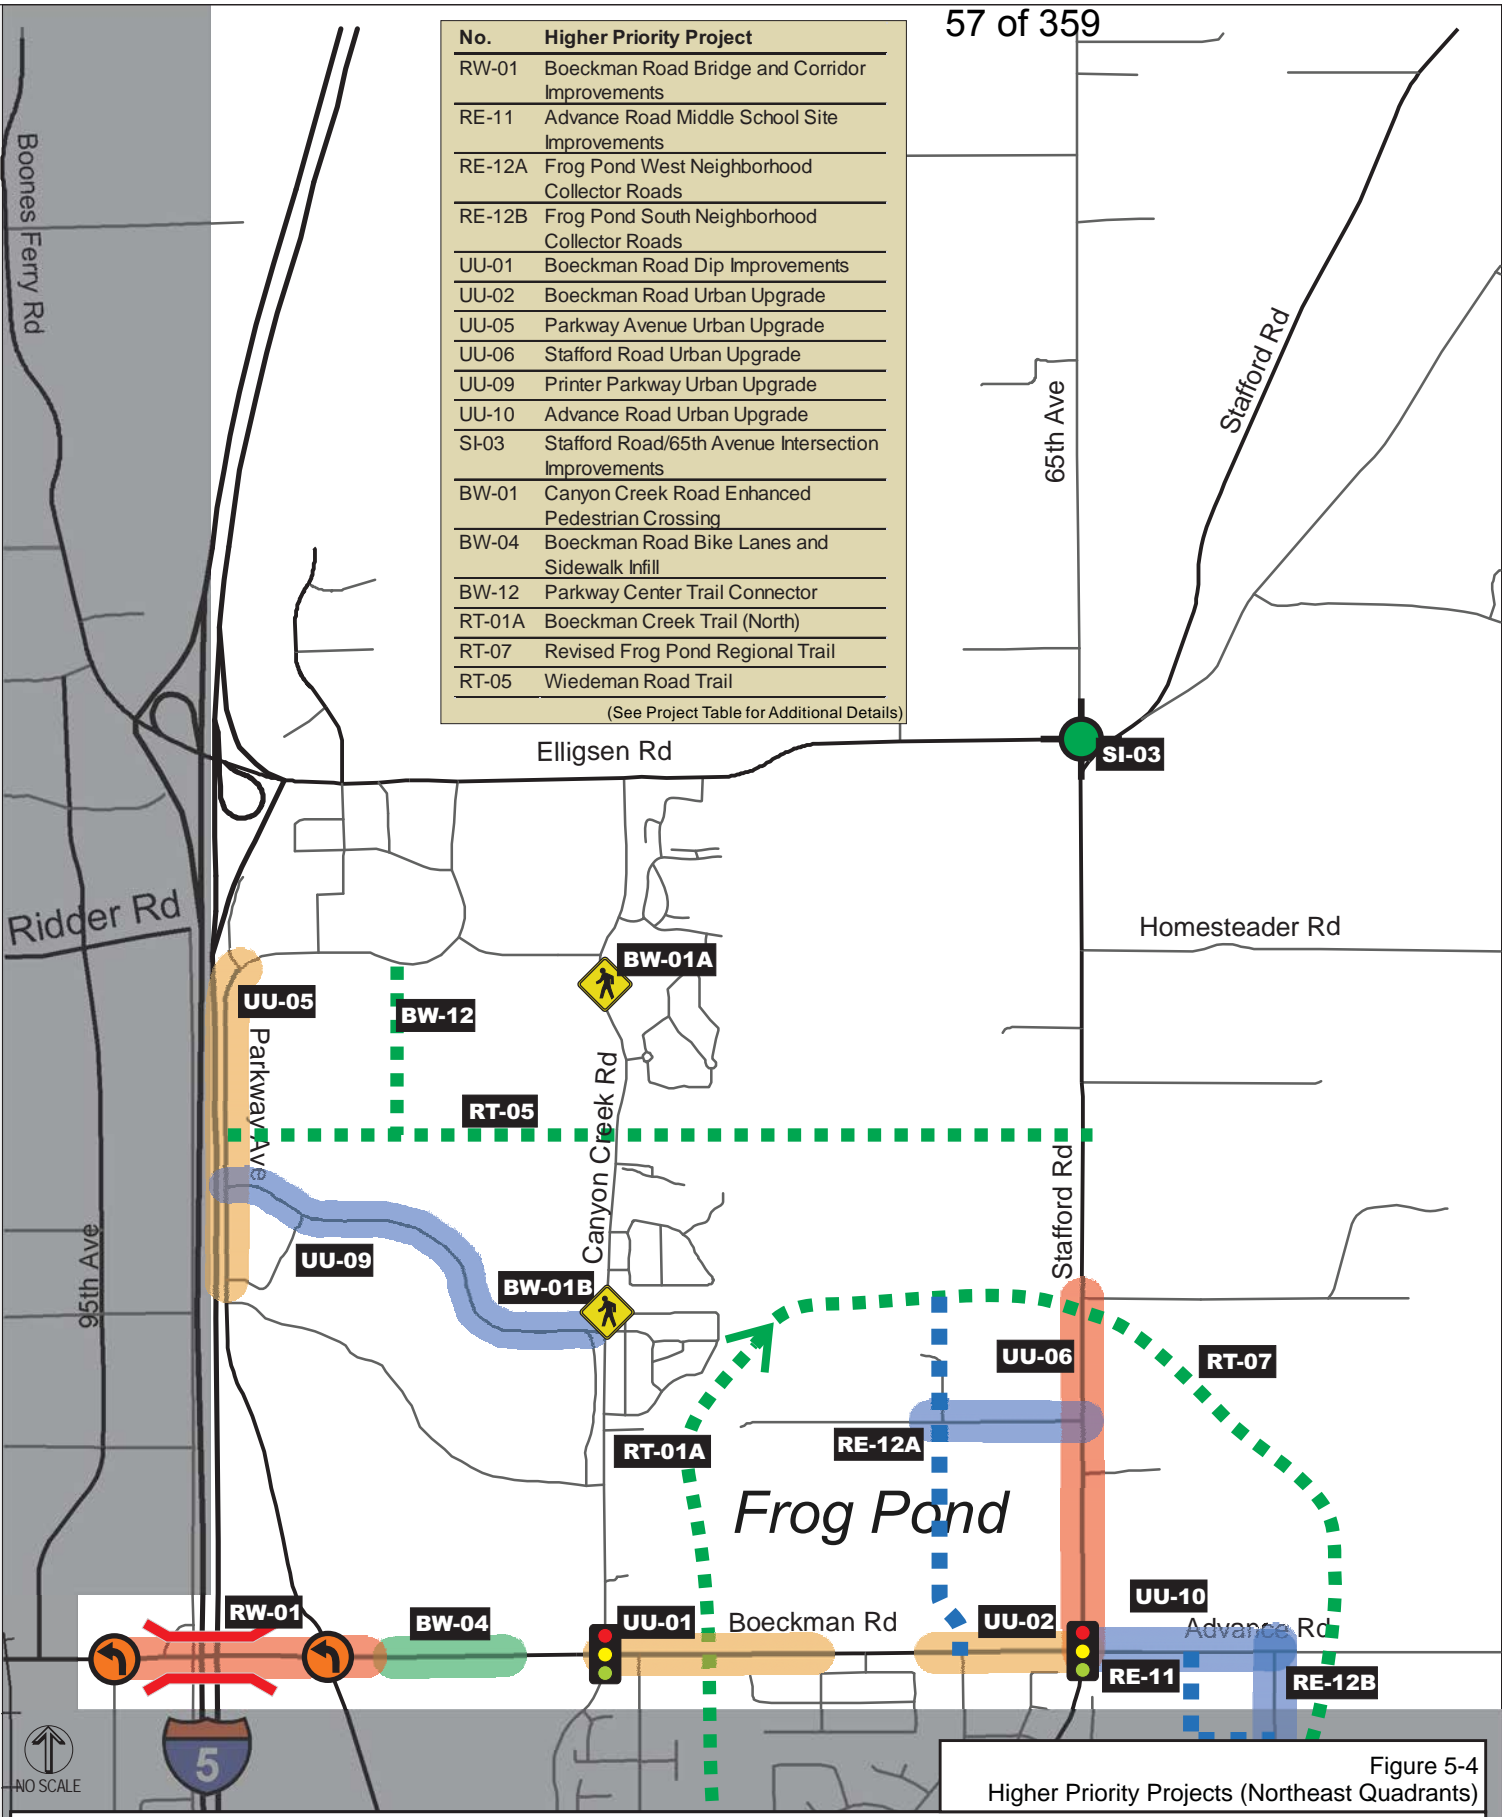 57 of 359
No. Higher Priority Project
RW-01 Boeckman Road Bridge and Corridor
Improvements
RE-11 Advance Road Middle School Site
Improvements
RE-12A Frog Pond West Neighborhood
Collector Roads
RE-12B Frog Pond South Neighborhood
Collector Roads
UU-01 Boeckman Road Dip Improvements
UU-02 Boeckman Road Urban Upgrade
UU-05 Parkway Avenue Urban Upgrade
UU-06 Stafford Road Urban Upgrade
UU-09 Printer Parkway Urban Upgrade
UU-10 Advance Road Urban Upgrade
SI-03 Stafford Road/65th Avenue Intersection
Improvements
BW-01 Canyon Creek Road Enhanced
Pedestrian Crossing
BW-04 Boeckman Road Bike Lanes and
Sidewalk Infill
BW-12 Parkway Center Trail Connector
RT-01A Boeckman Creek Trail (North)
RT-07 Revised Frog Pond Regional Trail
RT-05 Wiedeman Road Trail
(See Project Table for Additional Details)
Boones Ferry Rd
Stafford Rd
65th Ave
Elligsen Rd
SI-03
Ridder Rd
Homesteader Rd
BW-01A
UU-05
BW-12
Parkway Ave
Canyon Creek Rd
RT-05
Stafford Rd
95th Ave
UU-09
BW-01B
UU-06
RT-07
RE-12A
RT-01A
Frog Pond
UU-10
RW-01
BW-04
UU-01
Boeckman Rd
UU-02
Advance Rd
RE-11
RE-12B
5
NO SCALE
Figure 5-4
Higher Priority Projects (Northeast Quadrants)